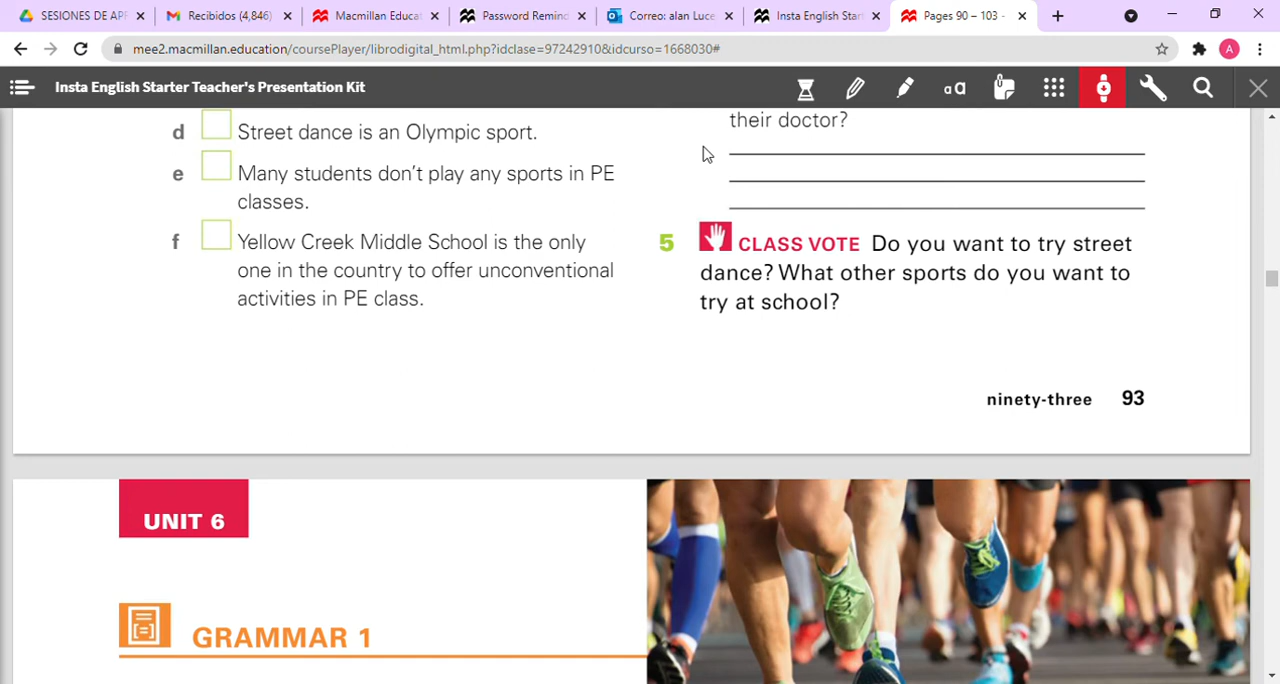 SESIONES DE AP
Recibidos (4,846)
Macmillan Educa
Password Remind
Correo: alan Luce
Insta English Star
Pages 90 – 103 -
mee2.macmillan.education/coursePlayer/librodigital_html.php?idclase=97242910&idcurso=1668030#
A
Insta English Starter Teacher's Presentation Kit
aa
d Street dance is an Olympic sport.
e Many students don't play any sports in PE
classes.
f Yellow Creek Middle School is the only
one in the country to offer unconventional
activities in PE class.
their doctor?
5 CLASS VOTE Do you want to try street
dance? What other sports do you want to
try at school?
ninety-three 93
UNIT 6
GRAMMAR 1